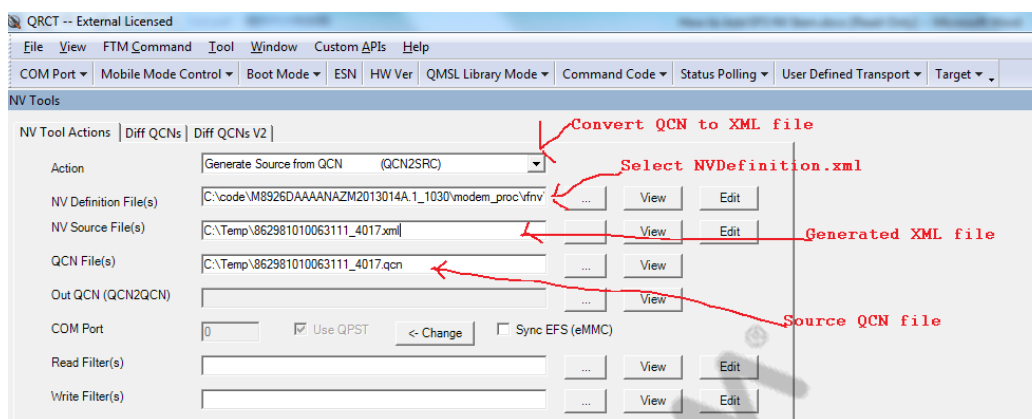 QRCT -- External Licensed
File View FTM Command Tool Window Custom APIs Help
COM Port Mobile Mode Control Boot Mode ESN HW Ver QMSL Library Mode Command Code Status Polling User Defined Transport Target
NV Tools
NV Tool Actions Diff QCNs Diff QCNs V2
Convert QCN to XML file
Action Generate Source from QCN (QCN2SRC)
Select NVDefinition.xml
NV Definition File(s) C:\code\M8926DAAAANAZM2013014A.1_1030\modem_proc\rfnv ... View Edit
NV Source File(s) C:\Temp\862981010063111_4017.xml ... View Edit
Generated XML file
QCN File(s) C:\Temp\862981010063111_4017.qcn ... View
Out QCN (QCN2QCN) ... View
Source QCN file
COM Port 0 Use QPST <- Change Sync EFS (eMMC)
Read Filter(s) ... View Edit
Write Filter(s) ... View Edit